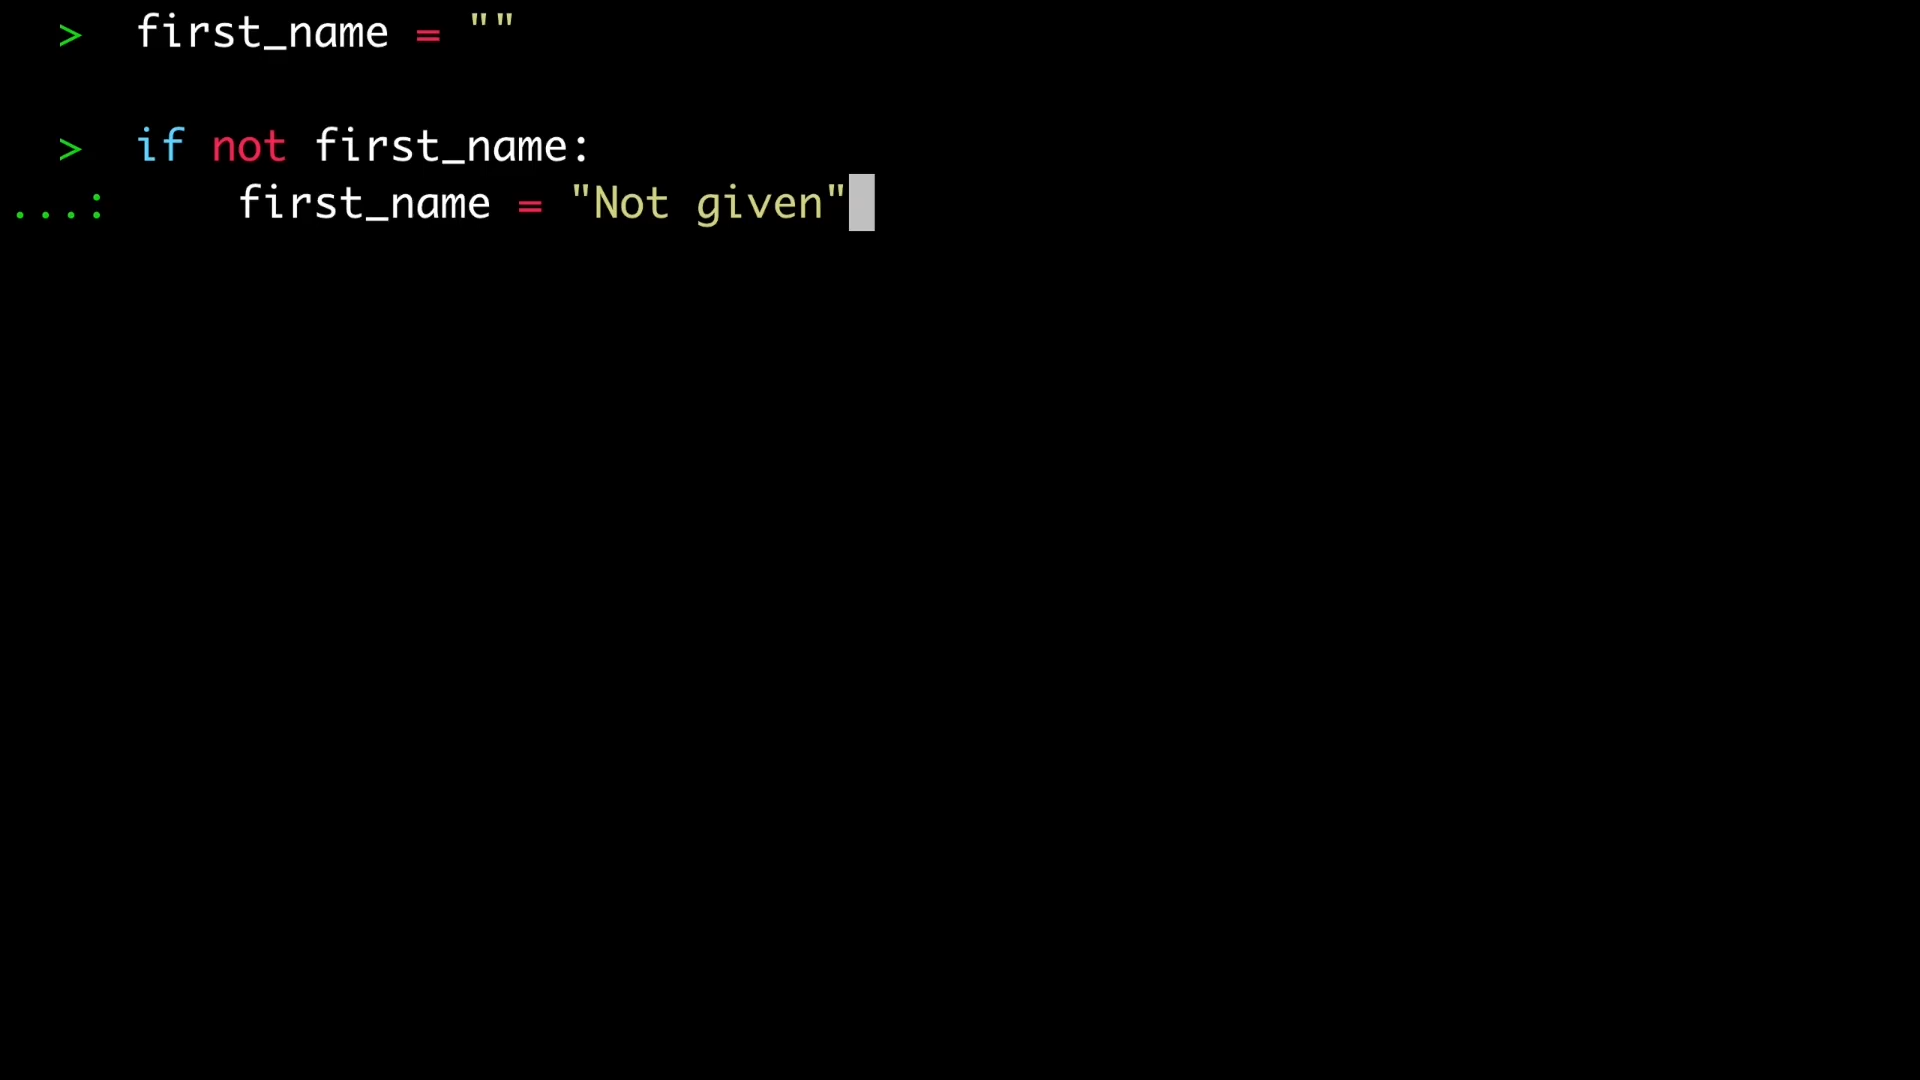 > first_name = ""
> if not first_name:
...: first_name = "Not given"